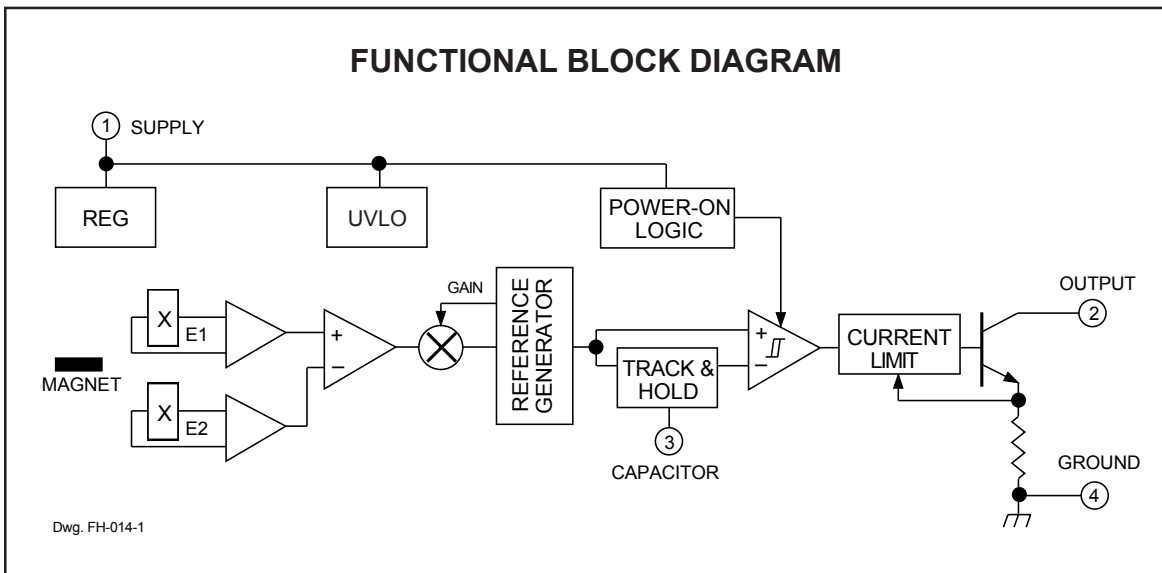 FUNCTIONAL BLOCK DIAGRAM
1 SUPPLY
REG
UVLO
POWER-ON
LOGIC
X
E1
MAGNET
X
E2
+
−
GAIN
REFERENCE
GENERATOR
TRACK &
HOLD
3
CAPACITOR
+
−
CURRENT
LIMIT
OUTPUT
2
GROUND
4
Dwg. FH-014-1